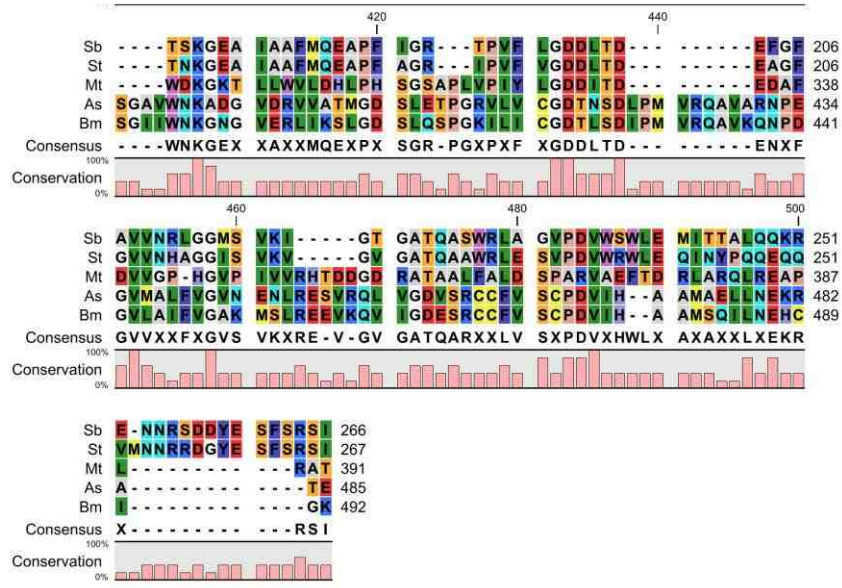 420 440
Sb - - - - TSKGEA IAAFMQEAPF IGR - - - TPVF LGDDLTD - - - - - - - - - - EFGF 206
St - - - - TNKGEA IAAFMQEAPF AGR - - - IPVF LGDDLTD - - - - - - - - - - EAGF 206
Mt - - - - WDKGKT LLWVLDHLPH SGSAPLVPIY LGDDITD - - - - - - - - - - EDAF 338
As SGAVWNKADG VDRVVATMGD SLETPGRVLV CGDTNSDLPM VRQAVARNPE 434
Bm SGIIWNKGNG VERLIKSLGD SLQSPGKILI CGDTLSDIPM VRQAVKQNPD 441
Consensus - - - - WNKGEX XAXXMQEXPX SGR - PGXPXF XGDDLTD - - - - - - - - - - ENXF
100%
Conservation
0%
460 480 500
Sb AVVNRLGGMS VKI - - - - - GT GATQASWRLA GVPDVWSWLE MITTALQQKR 251
St GVVNHAGGIS VKV - - - - - GV GATQAAWRLE SVPDVWRWLE QINYPQQEQQ 251
Mt DVVGP - HGVP IVVRHTDDGD RATAALFALD SPARVAEFTD RLARQLREAP 387
As GVMALFVGVN ENLRESVRQL VGDVSRCCFV SCPDVIH - - A AMAELLNEKR 482
Bm GVLAIFVGAK MSLREEVKQV IGDESRCCFV SCPDVIH - - A AMSQILNEHC 489
Consensus GVVXXFXGVS VKXRE - V - GV GATQARXXLV SXPDVXHWLX AXAXXLXEKR
100%
Conservation
0%
Sb E - NNRSDDYE SFSRSI 266
St VMNNRRDGYE SFSRSI 267
Mt L - - - - - - - - - - - - RAT 391
As A - - - - - - - - - - - - - TE 485
Bm I - - - - - - - - - - - - - GK 492
Consensus X - - - - - - - - - - - - RSI
100%
Conservation
0%